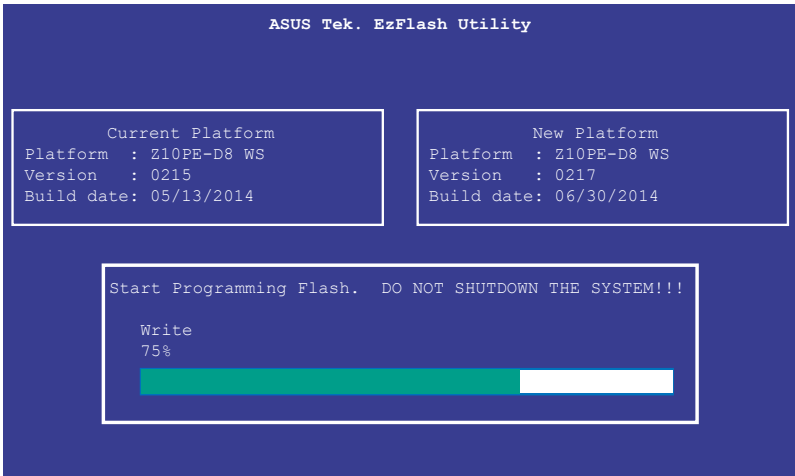 ASUS Tek. EzFlash Utility
Current Platform
Platform : Z10PE-D8 WS
Version : 0215
Build date: 05/13/2014
New Platform
Platform : Z10PE-D8 WS
Version : 0217
Build date: 06/30/2014
Start Programming Flash. DO NOT SHUTDOWN THE SYSTEM!!!
Write
75%